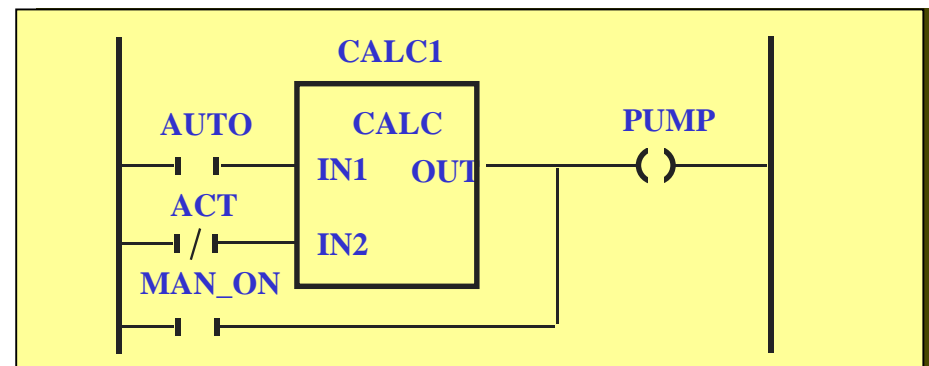 CALC1
AUTO
CALC
PUMP
IN1
OUT
ACT
IN2
MAN_ON